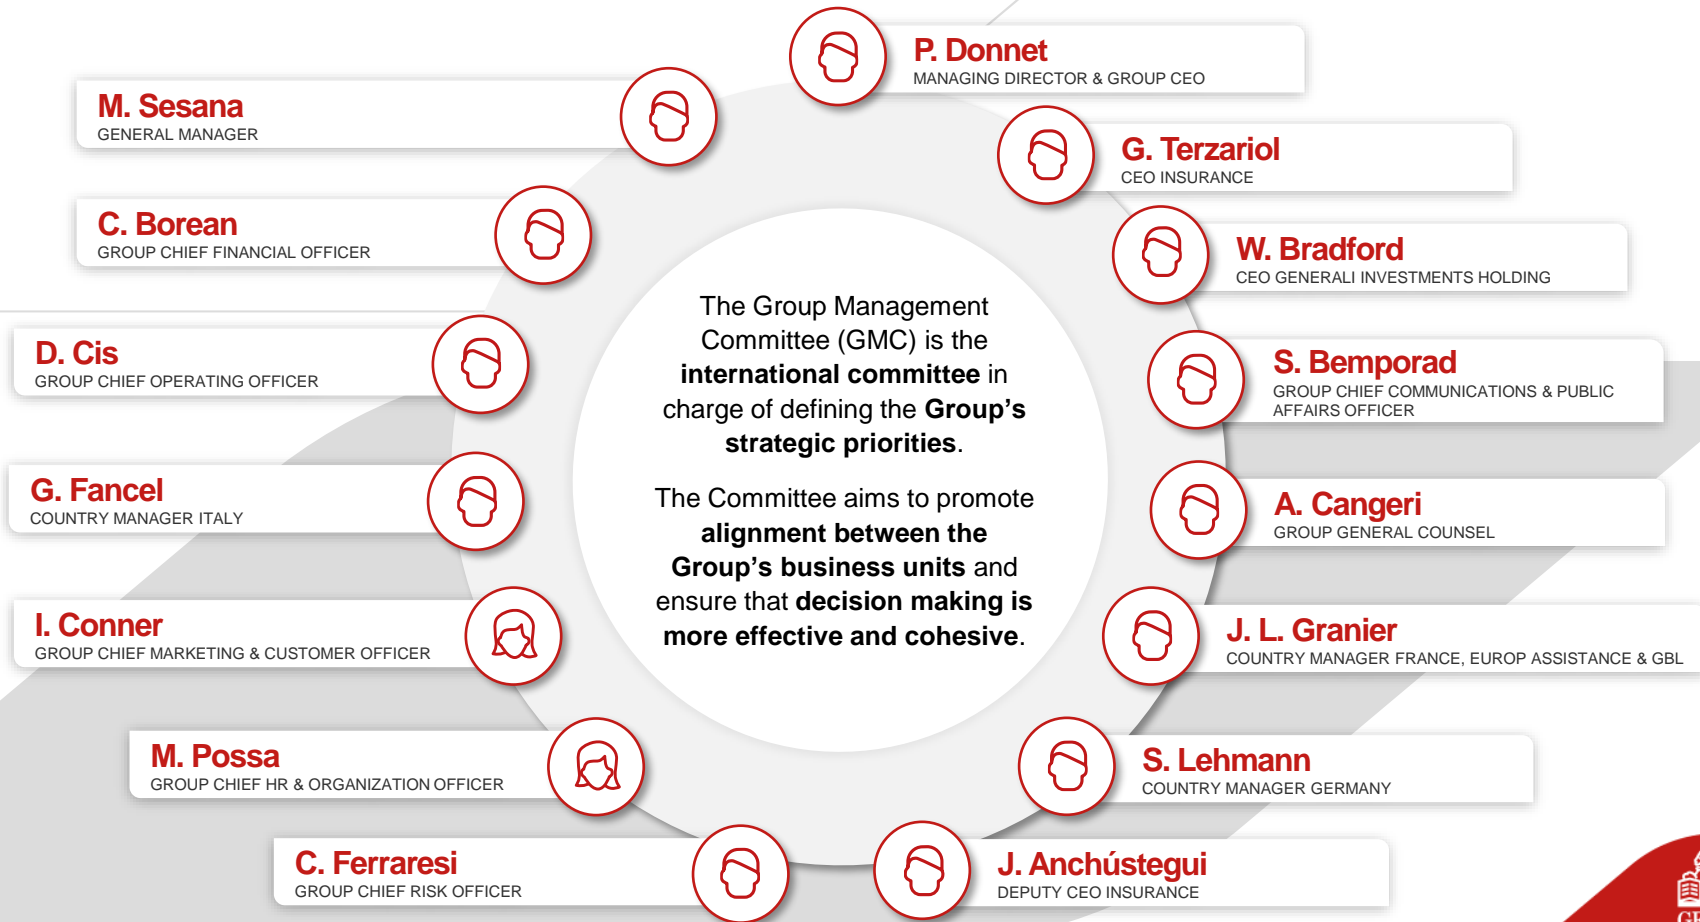 P. Donnet
MANAGING DIRECTOR & GROUP CEO
M. Sesana
GENERAL MANAGER
G. Terzariol
CEO INSURANCE
C. Borean
GROUP CHIEF FINANCIAL OFFICER
W. Bradford
CEO GENERALI INVESTMENTS HOLDING
D. Cis
GROUP CHIEF OPERATING OFFICER
S. Bemporad
GROUP CHIEF COMMUNICATIONS & PUBLIC
AFFAIRS OFFICER
G. Fancel
COUNTRY MANAGER ITALY
A. Cangeri
GROUP GENERAL COUNSEL
I. Conner
GROUP CHIEF MARKETING & CUSTOMER OFFICER
J. L. Granier
COUNTRY MANAGER FRANCE, EUROP ASSISTANCE & GBL
M. Possa
GROUP CHIEF HR & ORGANIZATION OFFICER
S. Lehmann
COUNTRY MANAGER GERMANY
C. Ferraresi
GROUP CHIEF RISK OFFICER
J. Anchústegui
DEPUTY CEO INSURANCE
The Group Management
Committee (GMC) is the
international committee in
charge of defining the Group’s
strategic priorities.
The Committee aims to promote
alignment between the
Group’s business units and
ensure that decision making is
more effective and cohesive.